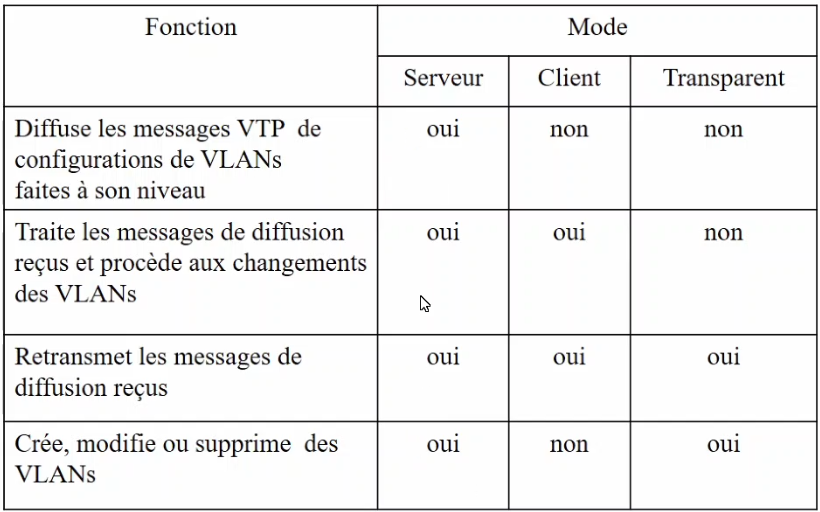 Fonction
Mode
Serveur Client Transparent
Diffuse les messages VTP de oui non non
configurations de VLANs
faites à son niveau
Traite les messages de diffusion oui oui non
reçus et procède aux changements
des VLANs
Retransmet les messages de oui oui oui
diffusion reçus
Crée, modifie ou supprime des oui non oui
VLANs